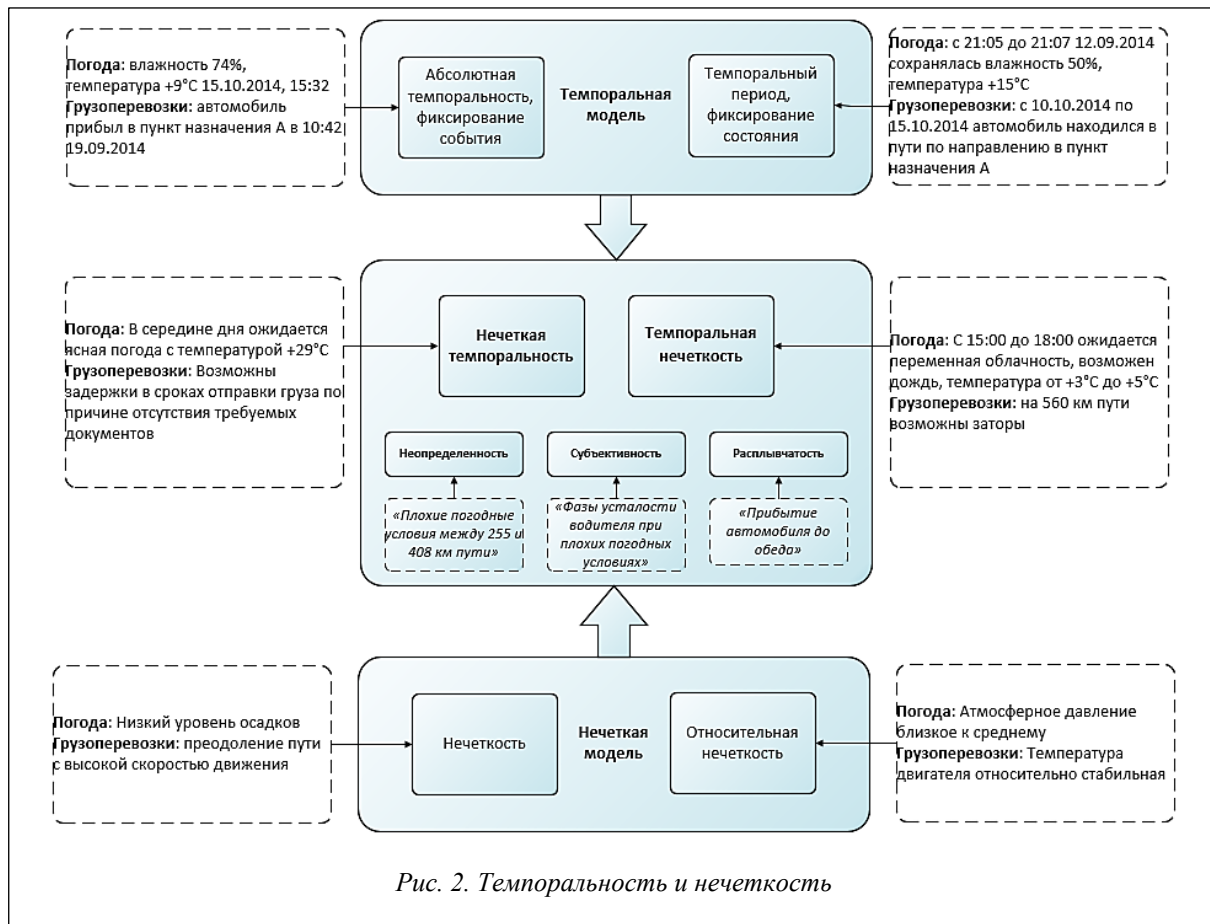 Погода: влажность 74%,
температура +9°C 15.10.2014, 15:32
Грузоперевозки: автомобиль
прибыл в пункт назначения А в 10:42
19.09.2014
Абсолютная
темпоральность,
фиксирование
события
Темпоральная
модель
Темпоральный
период,
фиксирование
состояния
Погода: с 21:05 до 21:07 12.09.2014
сохранялась влажность 50%,
температура +15°C
Грузоперевозки: с 10.10.2014 по
15.10.2014 автомобиль находился в
пути по направлению в пункт
назначения А
Погода: В середине дня ожидается
ясная погода с температурой +29°C
Грузоперевозки: Возможны
задержки в сроках отправки груза по
причине отсутствия требуемых
документов
Нечеткая
темпоральность
Темпоральная
нечеткость
Погода: С 15:00 до 18:00 ожидается
переменная облачность, возможен
дождь, температура от +3°C до +5°C
Грузоперевозки: на 560 км пути
возможны заторы
Неопределенность
Субъективность
Расплывчатость
«Плохие погодные
условия между 255 и
408 км пути»
«Фазы усталости
водителя при
плохих погодных
условиях»
«Прибытие
автомобиля до
обеда»
Погода: Низкий уровень осадков
Грузоперевозки: преодоление пути
с высокой скоростью движения
Нечеткость
Нечеткая
модель
Относительная
нечеткость
Погода: Атмосферное давление
близкое к среднему
Грузоперевозки: Температура
двигателя относительно стабильная
Рис. 2. Темпоральность и нечеткость